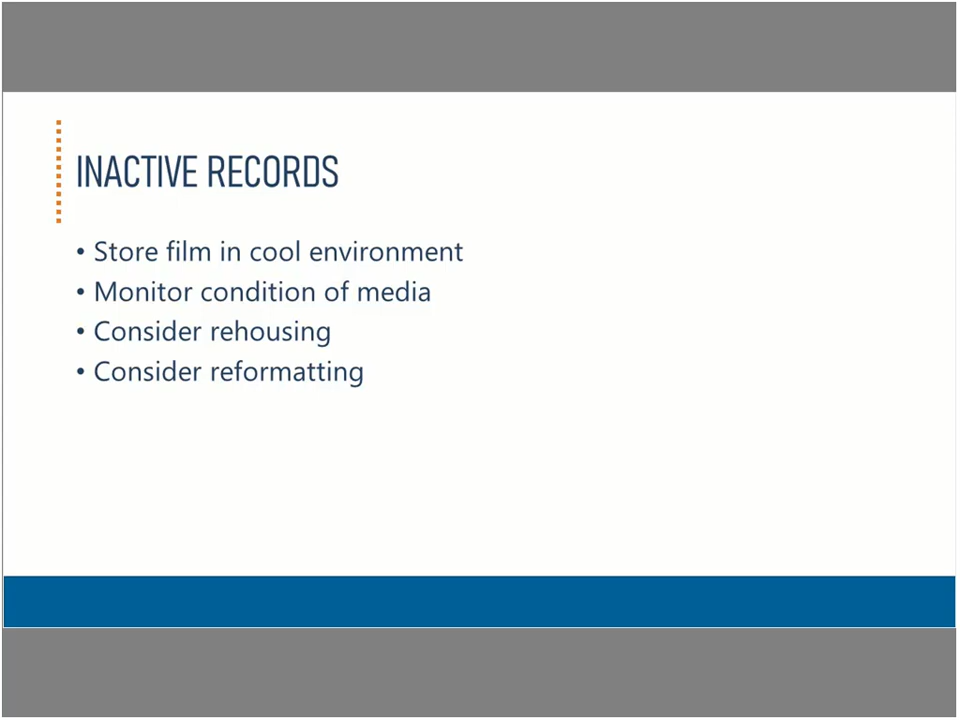 INACTIVE RECORDS
• Store film in cool environment
• Monitor condition of media
• Consider rehousing
• Consider reformatting